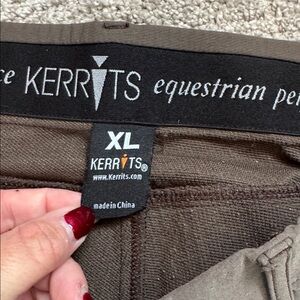 KERRITS equestrian
XL
KERRITS®
www.Kerrits.com
made in China